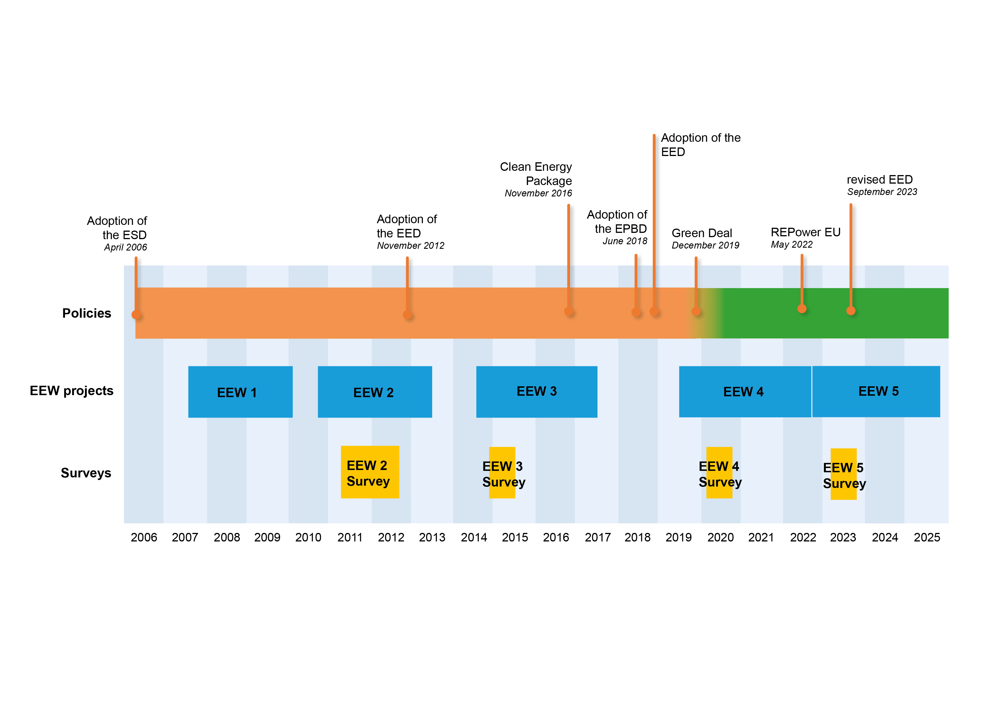 Adoption of the
EED
Clean Energy
Package
November 2016
revised EED
September 2023
Adoption of
the ESD
April 2006
Adoption of
the EED
November 2012
Adoption of
the EPBD
June 2018
Green Deal
December 2019
REPower EU
May 2022
Policies
EEW projects
EEW 1
EEW 2
EEW 3
EEW 4
EEW 5
Surveys
EEW 2
Survey
EEW 3
Survey
EEW 4
Survey
EEW 5
Survey
2006 2007 2008 2009 2010 2011 2012 2013 2014 2015 2016 2017 2018 2019 2020 2021 2022 2023 2024 2025